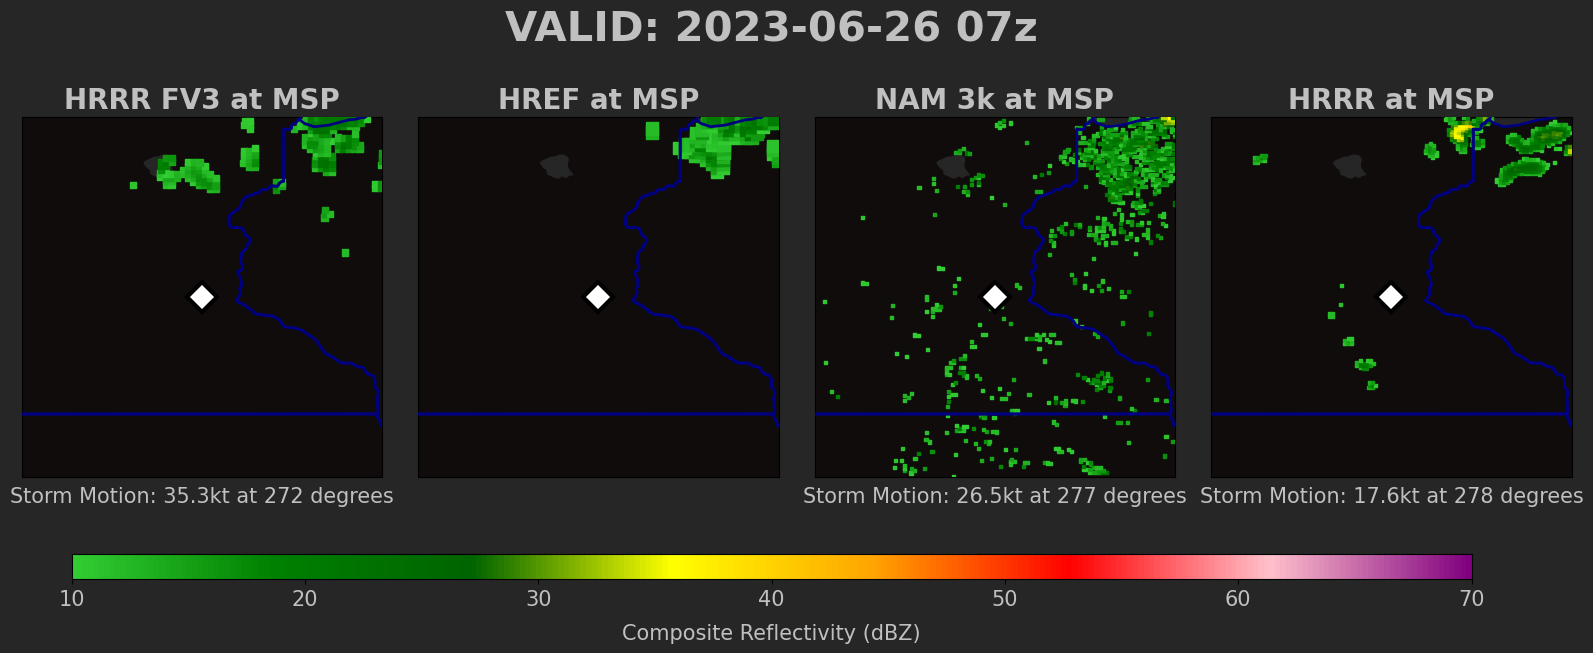 VALID: 2023-06-26 07z
HRRR FV3 at MSP
HREF at MSP
NAM 3k at MSP
HRRR at MSP
Storm Motion: 35.3kt at 272 degrees
Storm Motion: 26.5kt at 277 degrees
Storm Motion: 17.6kt at 278 degrees
10 20 30 40 50 60 70
Composite Reflectivity (dBZ)